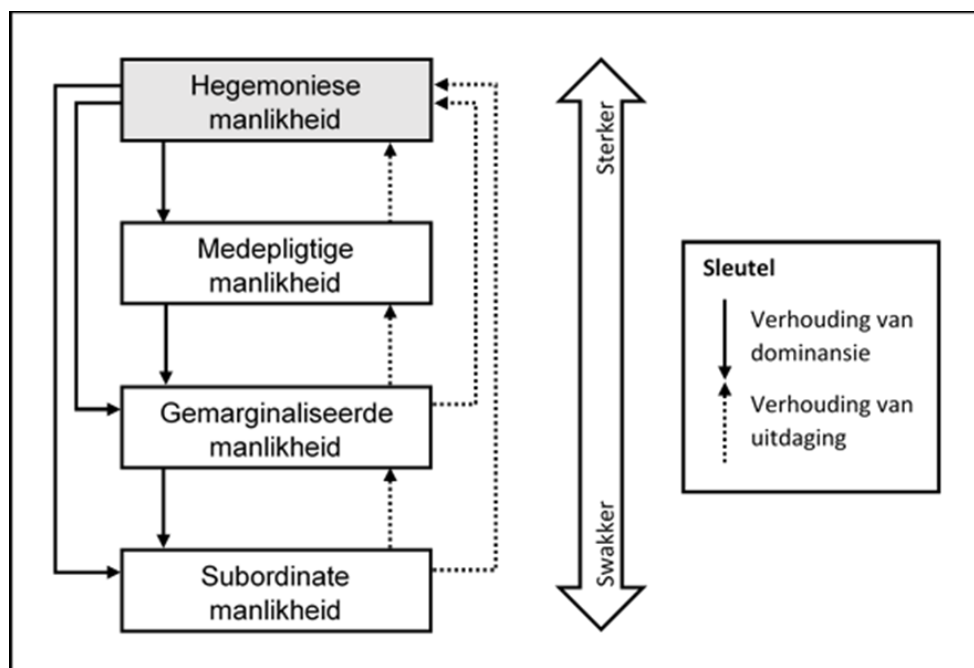 Hegemoniese
manlikheid
Medepligtige
manlikheid
Gemarginaliseerde
manlikheid
Subordinate
manlikheid
Sterker
Swakker
Sleutel
Verhouding van
dominansie
Verhouding van
uitdaging